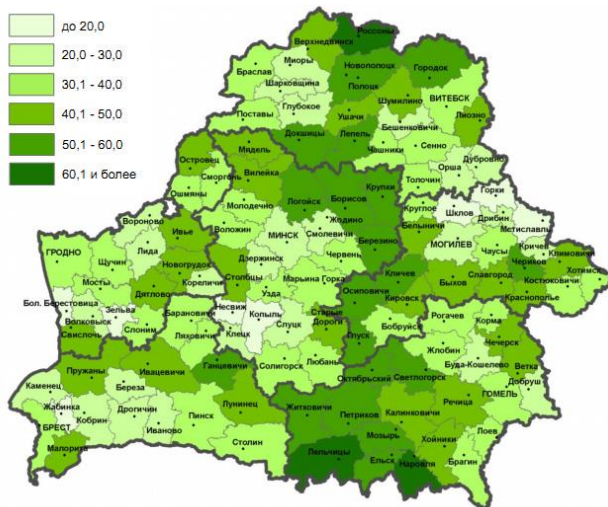 до 20,0
20,0 - 30,0
30,1 - 40,0
40,1 - 50,0
50,1 - 60,0
60,1 и более
Россоны
Верхнедвинск
Миоры
Браслав
Новополоцк
Городок
Полоцк
Шарковщина
Глубокое
Шумилино
ВИТЕБСК
Поставы
Ушачи
Лиозно
Бешенковичи
Докшицы
Лепель
Чашники
Сенно
Дубровно
Орша
Островец
Мядель
Толочин
Сморгонь
Вилейка
Крупки
Горки
Ошмяны
Логойск
Борисов
Молодечно
Круглое
Шклов
Дрибин
Вороново
Жодино
Мстиславль
Ивье
Воложин
МИНСК
Смолевичи
Белыничи
ГРОДНО
Лида
Березино
МОГИЛЕВ
Кричев
Щучин
Дзержинск
Червень
Чаусы
Климовичи
Новогрудок
Чериков
Мосты
Столбцы
Марьина Горка
Кличев
Славгород
Хотимск
Кореличи
Узда
Быхов
Костюковичи
Дятлово
Бол. Берестовица
Зельва
Несвиж
Осиповичи
Кировск
Краснополье
Волковыск
Барановичи
Копыль
Старые
Слоним
Клецк
Слуцк
Дороги
Бобруйск
Рогачев
Корма
Свислочь
Ляховичи
Глуск
Чечерск
Любань
Жлобин
Солигорск
Пружаны
Ганцевичи
Октябрьский
Светлогорск
Буда-Кошелево
Ветка
Каменец
Ивацевичи
Береза
Добруш
Жабинка
Дрогичин
Лунинец
Житковичи
Калинковичи
Речица
ГОМЕЛЬ
Пинск
Петриков
БРЕСТ
Кобрин
Иваново
Мозырь
Лоев
Столин
Хойники
Малорита
Лельчицы
Ельск
Наровля
Брагин